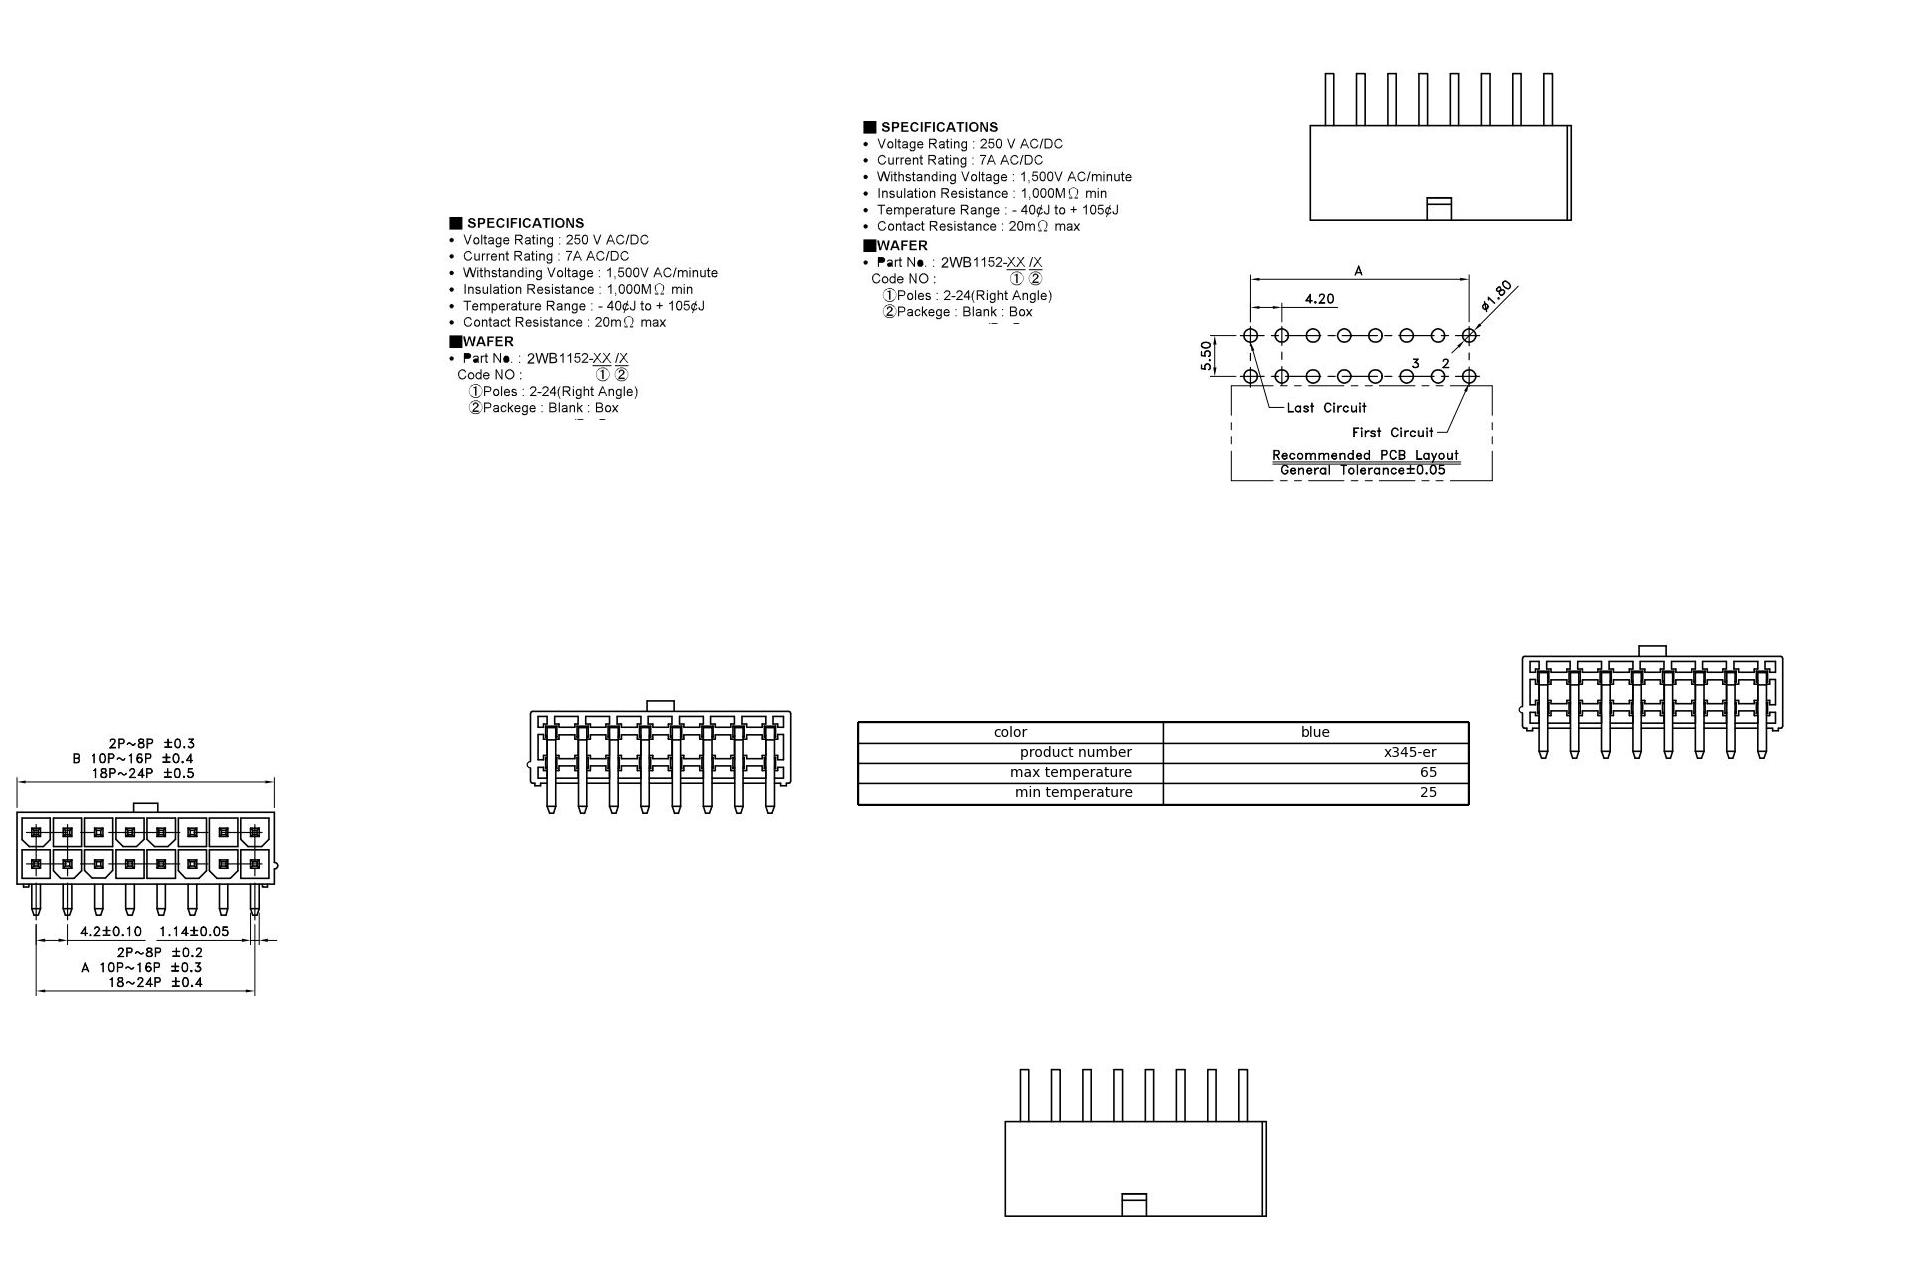 ■ SPECIFICATIONS
• Voltage Rating : 250 V AC/DC
• Current Rating : 7A AC/DC
• Withstanding Voltage : 1,500V AC/minute
• Insulation Resistance : 1,000MΩ min
• Temperature Range : - 40¢J to + 105¢J
• Contact Resistance : 20mΩ max
■WAFER
• Part No. : 2WB1152-XX /X
Code NO : ① ②
①Poles : 2-24(Right Angle)
②Packege : Blank : Box
■ SPECIFICATIONS
• Voltage Rating : 250 V AC/DC
• Current Rating : 7A AC/DC
• Withstanding Voltage : 1,500V AC/minute
• Insulation Resistance : 1,000MΩ min
• Temperature Range : - 40¢J to + 105¢J
• Contact Resistance : 20mΩ max
■WAFER
• Part No. : 2WB1152-XX /X
Code NO : ① ②
①Poles : 2-24(Right Angle)
②Packege : Blank : Box
A
4.20
ø1.80
5.50
3 2
Last Circuit
First Circuit
Recommended PCB Layout
General Tolerance±0.05
color blue
product number x345-er
max temperature 65
min temperature 25
2P~8P ±0.3
B 10P~16P ±0.4
18P~24P ±0.5
4.2±0.10 1.14±0.05
2P~8P ±0.2
A 10P~16P ±0.3
18~24P ±0.4